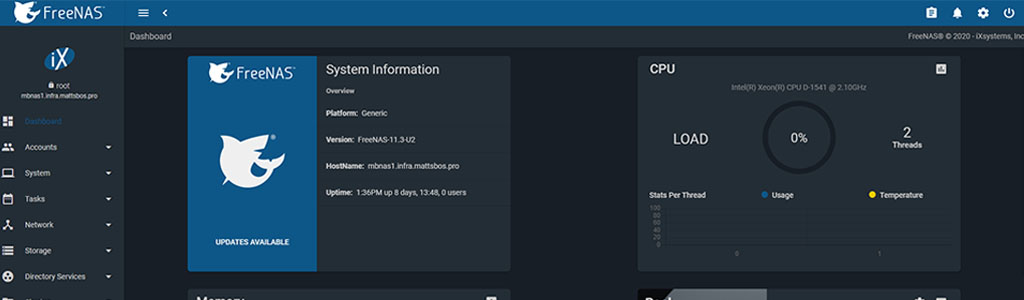 FreeNAS®
Dashboard
FreeNAS® © 2020 - iXsystems, Inc
iX
root
mbnas1.infra.mattsbos.pro
Dashboard
Accounts
System
Tasks
Network
Storage
Directory Services
FreeNAS®
UPDATES AVAILABLE
System Information
Overview
Platform: Generic
Version: FreeNAS-11.3-U2
HostName: mbnas1.infra.mattsbos.pro
Uptime: 1:36PM up 8 days, 13:48, 0 users
CPU
Intel(R) Xeon(R) CPU D-1541 @ 2.10GHz
LOAD
0%
2
Threads
Stats Per Thread
Usage
Temperature
100
80
60
40
20
0
0
1
Memory